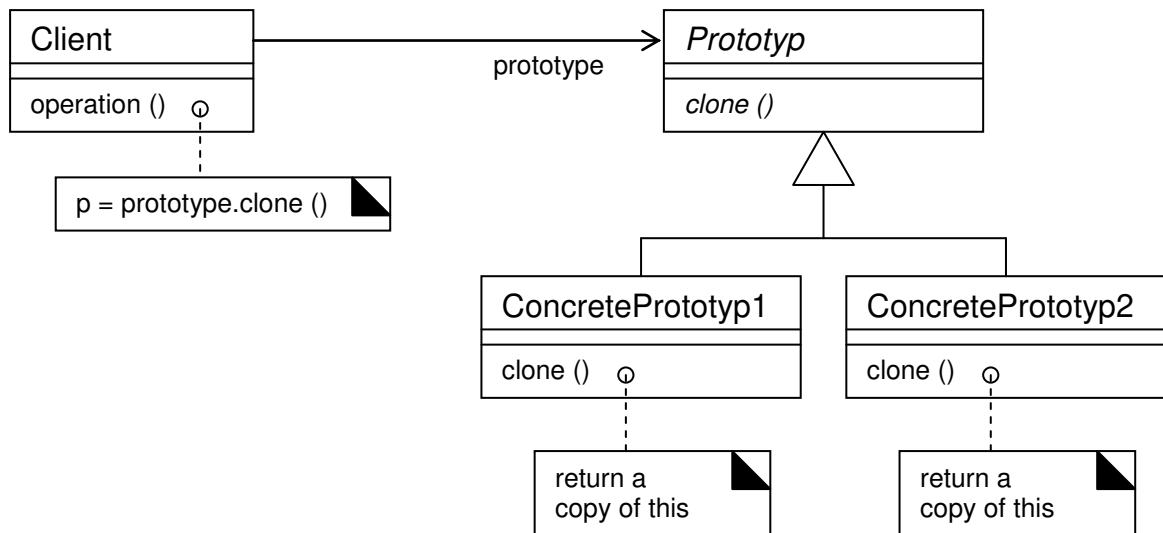 Client
Prototyp
prototype
operation ()
clone ()
p = prototype.clone ()
ConcretePrototyp1
ConcretePrototyp2
clone ()
clone ()
return a
copy of this
return a
copy of this